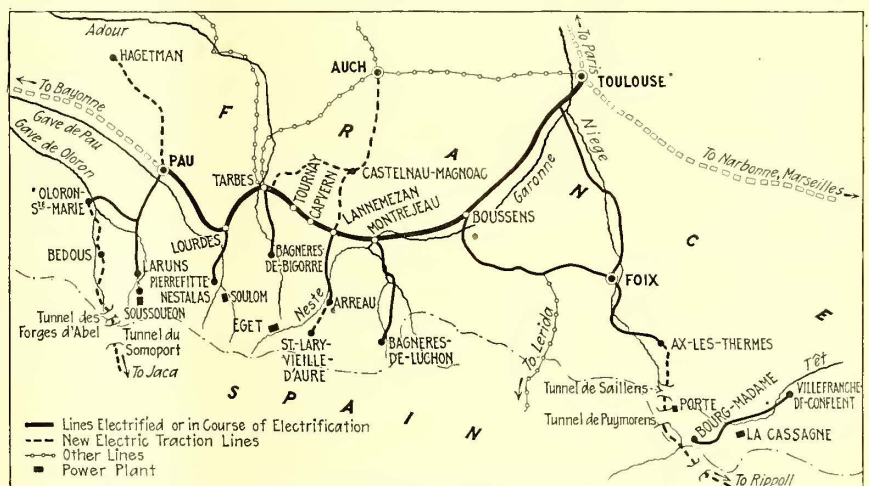 Adour
HAGETMAN
To Bayonne
Gave de Pau
Gave de Oloron
PAU
OLORON-
STE-MARIE
BEDOUS
LARUNS
PIERREFITTE
NESTALAS
SOUSSOUEON
Tunnel des
Forges d'Abel
Tunnel du
Somoport
To Jaca
LOURDES
TARBES
TOURNAY
CAPVERN
LANNEMEZAN
MONTREJEAU
CASTELNAU-MAGNOAC
AUCH
TOULOUSE
To Paris
Niege
To Narbonne, Marseilles
Garonne
BOUSSENS
FOIX
BAGNERES-
DE-BIGORRE
SOULOM
EGET
Neste
ARREAU
ST-LARY-
VIEILLE-
D'AURE
BAGNERES-
DE-LUCHON
To Lerida
AX-LES-THERMES
Tunnel de Saillens
PORTE
Tunnel de Puymorens
BOURG-MADAME
Têt
VILLEFRANCHE-
DE-CONFLENT
LA CASSAGNE
To Rippoll
FRANCE
SPAIN
Lines Electrified or in Course of Electrification
New Electric Traction Lines
Other Lines
Power Plant